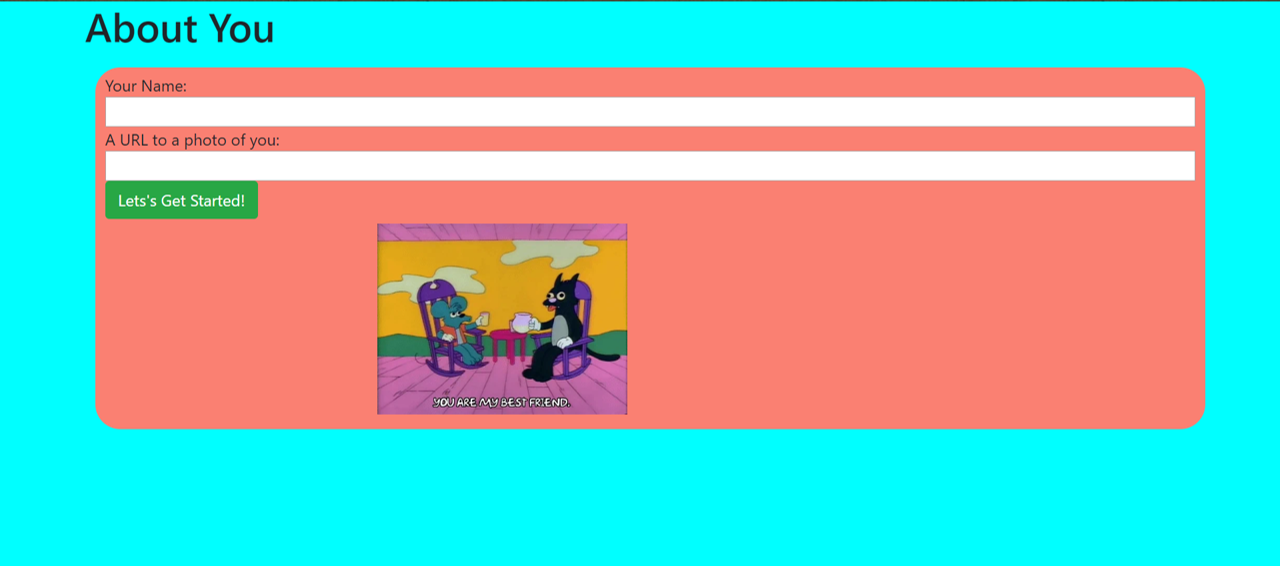 About You
Your Name:
A URL to a photo of you:
Lets's Get Started!
YOU ARE MY BEST FRIEND.